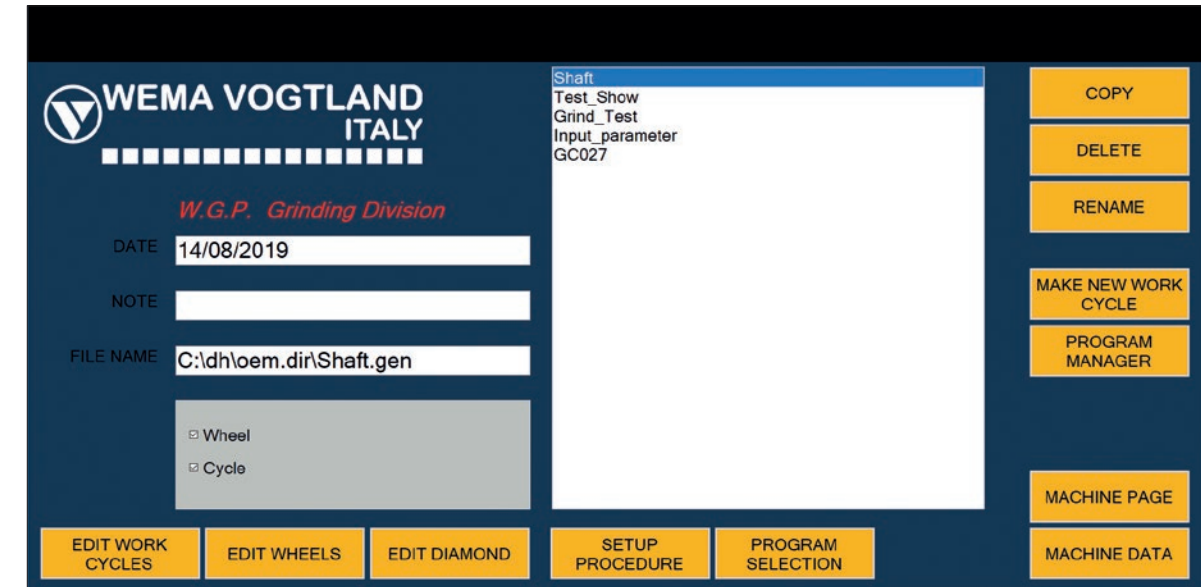 WEMA VOGTLAND
ITALY
W.G.P. Grinding Division
DATE 14/08/2019
NOTE
FILE NAME C:\dh\oem.dir\Shaft.gen
Wheel
Cycle
Shaft
Test_Show
Grind_Test
Input_parameter
GC027
COPY
DELETE
RENAME
MAKE NEW WORK
CYCLE
PROGRAM
MANAGER
MACHINE PAGE
MACHINE DATA
EDIT WORK
CYCLES
EDIT WHEELS
EDIT DIAMOND
SETUP
PROCEDURE
PROGRAM
SELECTION